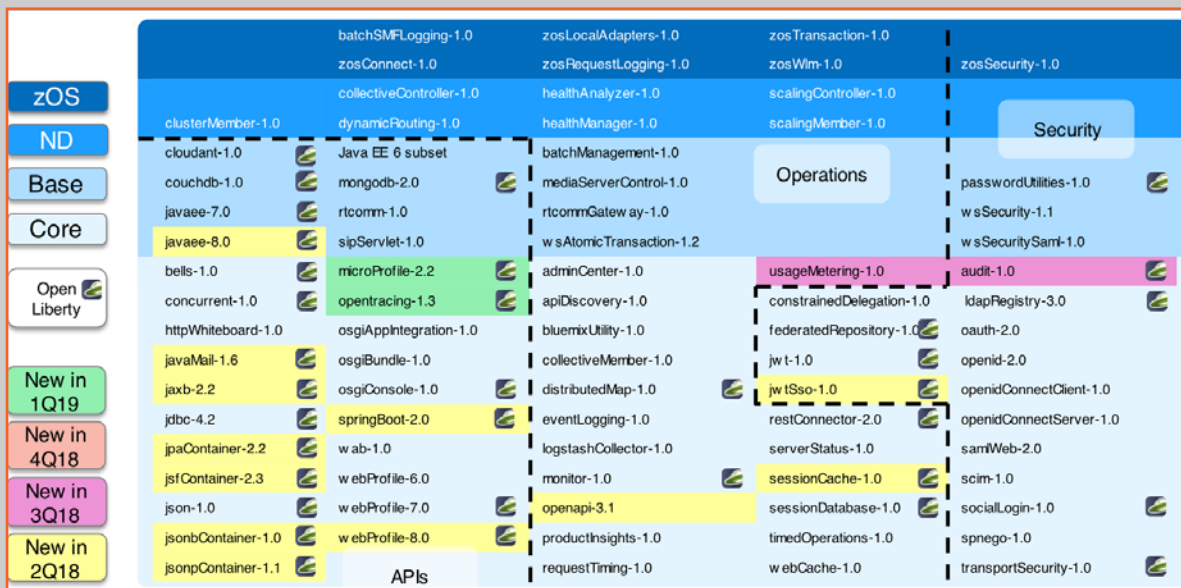 batchSMFLogging-1.0 zosLocalAdapters-1.0 zosTransaction-1.0
zosConnect-1.0 zosRequestLogging-1.0 zosWlm-1.0 zosSecurity-1.0
zOS
collectiveController-1.0 healthAnalyzer-1.0 scalingController-1.0
clusterMember-1.0 dynamicRouting-1.0 healthManager-1.0 scalingMember-1.0
Security
ND
cloudant-1.0 Java EE 6 subset batchManagement-1.0
Operations
Base
couchdb-1.0 mongodb-2.0 mediaServerControl-1.0 passwordUtilities-1.0
javaee-7.0 rtcomm-1.0 rtcommGateway-1.0 wsSecurity-1.1
Core
javaee-8.0 sipServlet-1.0 wsAtomicTransaction-1.2 wsSecuritySaml-1.0
bells-1.0 microProfile-2.2 adminCenter-1.0 usageMetering-1.0 audit-1.0
Open
Liberty
concurrent-1.0 opentracing-1.3 apiDiscovery-1.0 constrainedDelegation-1.0 ldapRegistry-3.0
httpWhiteboard-1.0 osgiAppIntegration-1.0 bluemixUtility-1.0 federatedRepository-1.0 oauth-2.0
javaMail-1.6 osgiBundle-1.0 collectiveMember-1.0 jwt-1.0 openid-2.0
New in
1Q19
jaxb-2.2 osgiConsole-1.0 distributedMap-1.0 jwtSso-1.0 openidConnectClient-1.0
jdbc-4.2 springBoot-2.0 eventLogging-1.0 restConnector-2.0 openidConnectServer-1.0
New in
4Q18
jpaContainer-2.2 wab-1.0 logstashCollector-1.0 serverStatus-1.0 samlWeb-2.0
jsfContainer-2.3 webProfile-6.0 monitor-1.0 sessionCache-1.0 scim-1.0
New in
3Q18
json-1.0 webProfile-7.0 openapi-3.1 sessionDatabase-1.0 socialLogin-1.0
jsonbContainer-1.0 webProfile-8.0 productInsights-1.0 timedOperations-1.0 spnego-1.0
New in
2Q18
jsonpContainer-1.1 APIs requestTiming-1.0 webCache-1.0 transportSecurity-1.0